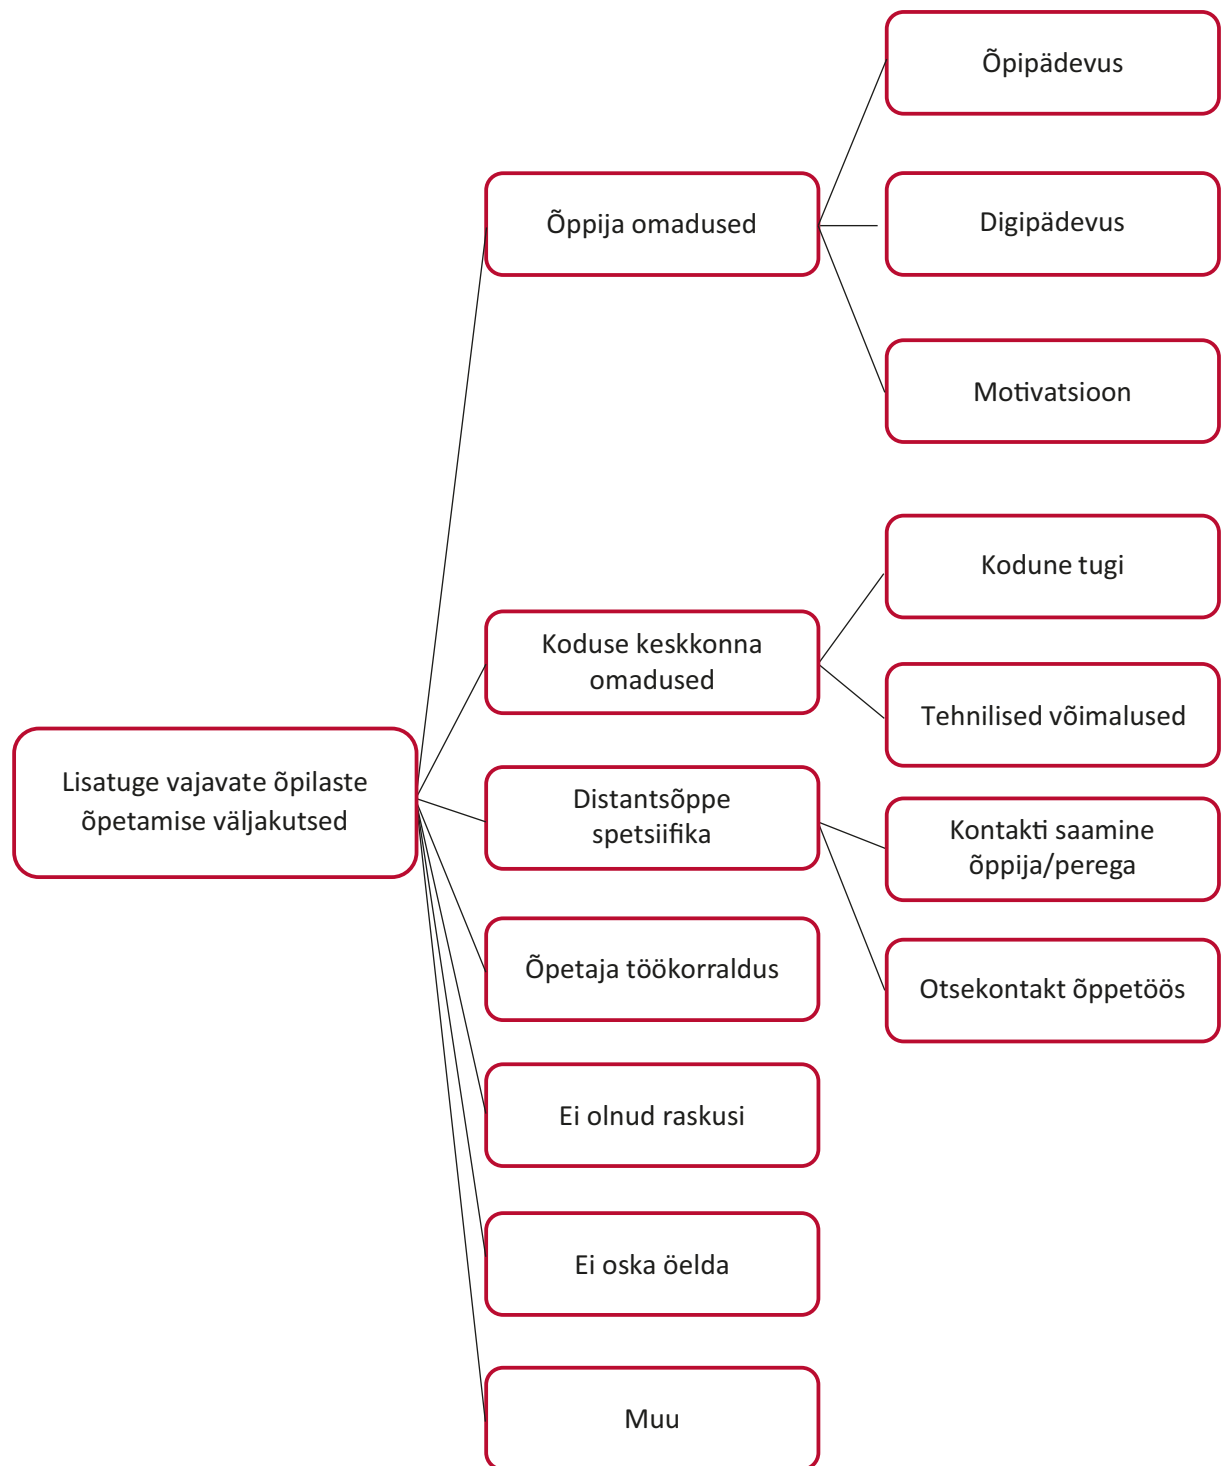 Lisatuge vajavate õpilaste
õpetamise väljakutsed
Õppija omadused
Õpipädevus
Digipädevus
Motivatsioon
Koduse keskkonna
omadused
Kodune tugi
Tehnilised võimalused
Distantsõppe
spetsiifika
Kontakti saamine
õppija/perega
Otsekontakt õppetöös
Õpetaja töökorraldus
Ei olnud raskusi
Ei oska öelda
Muu